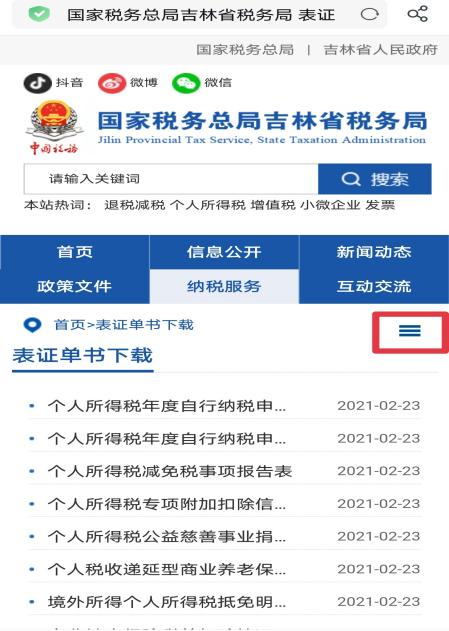 国家税务总局吉林省税务局 表证
国家税务总局 | 吉林省人民政府
抖音 微博 微信
中国税务
国家税务总局吉林省税务局
Jilin Provincial Tax Service, State Taxation Administration
请输入关键词 搜索
本站热词： 退税减税 个人所得税 增值税 小微企业 发票
首页 信息公开 新闻动态
政策文件 纳税服务 互动交流
首页>表证单书下载
表证单书下载
个人所得税年度自行纳税申... 2021-02-23
个人所得税年度自行纳税申... 2021-02-23
个人所得税减免税事项报告表 2021-02-23
个人所得税专项附加扣除信... 2021-02-23
个人所得税公益慈善事业捐... 2021-02-23
个人税收递延型商业养老保... 2021-02-23
境外所得个人所得税抵免明... 2021-02-23